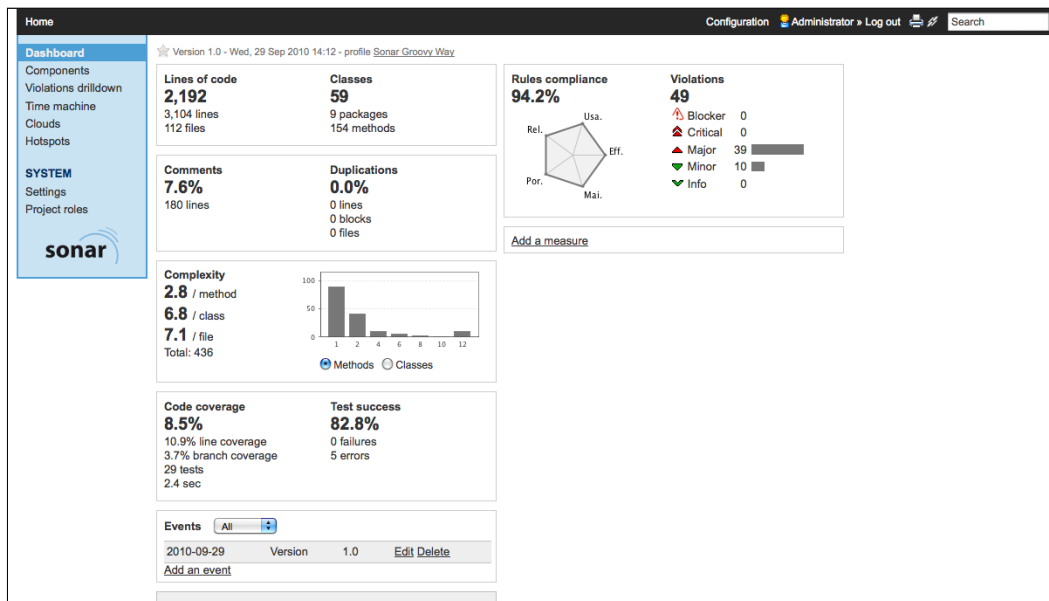 Home
Configuration Administrator » Log out Search
Dashboard
Components
Violations drilldown
Time machine
Clouds
Hotspots
SYSTEM
Settings
Project roles
sonar
Version 1.0 - Wed, 29 Sep 2010 14:12 - profile Sonar Groovy Way
Lines of code
2,192
3,104 lines
112 files
Classes
59
9 packages
154 methods
Comments
7.6%
180 lines
Duplications
0.0%
0 lines
0 blocks
0 files
Complexity
2.8 / method
6.8 / class
7.1 / file
Total: 436
100
50
0
1 2 4 6 8 10 12
Methods Classes
Code coverage
8.5%
10.9% line coverage
3.7% branch coverage
29 tests
2.4 sec
Test success
82.8%
0 failures
5 errors
Events All
2010-09-29 Version 1.0 Edit Delete
Add an event
Rules compliance
94.2%
Usa.
Rel.
Eff.
Por.
Mai.
Violations
49
Blocker 0
Critical 0
Major 39
Minor 10
Info 0
Add a measure